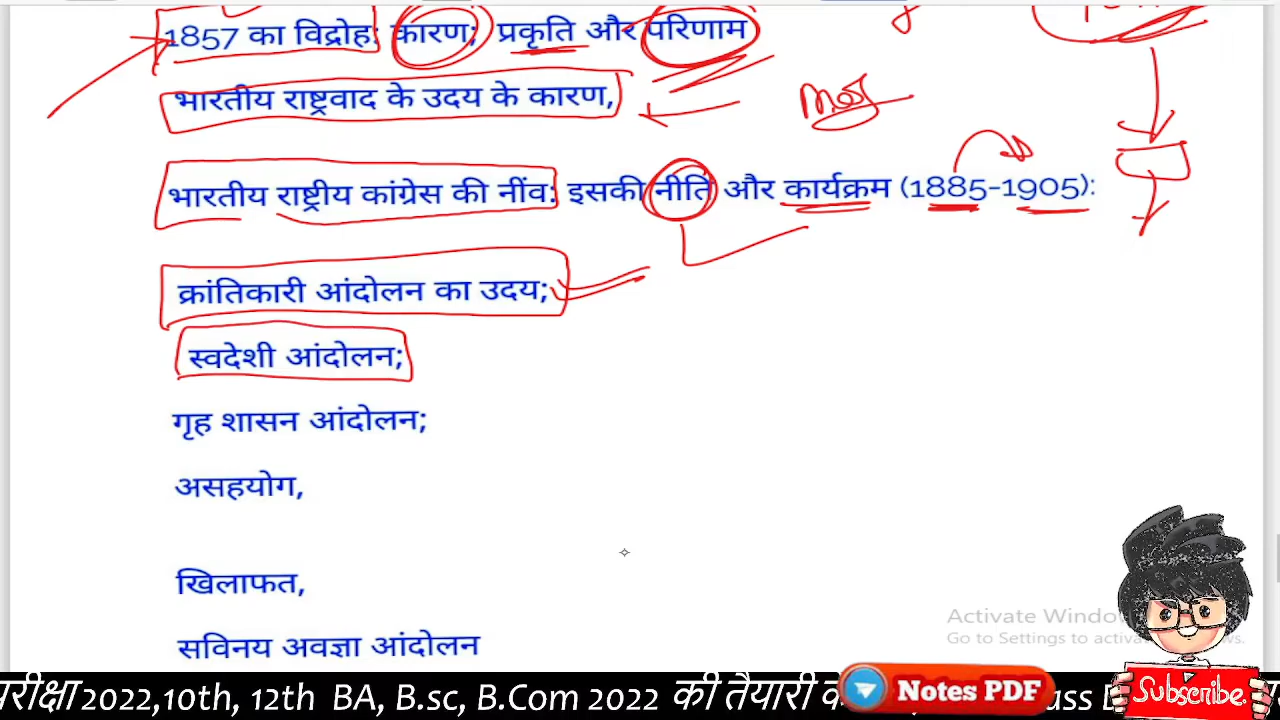 1857 का विद्रोह; कारण; प्रकृति और परिणाम
भारतीय राष्ट्रवाद के उदय के कारण,
भारतीय राष्ट्रीय कांग्रेस की नींव: इसकी नीति और कार्यक्रम (1885-1905):
क्रांतिकारी आंदोलन का उदय;
स्वदेशी आंदोलन;
गृह शासन आंदोलन;
असहयोग,
खिलाफत,
सविनय अवज्ञा आंदोलन
Activate Windows
Go to Settings to activate Windows.
परीक्षा 2022,10th, 12th BA, B.sc, B.Com 2022 की तैयारी
Notes PDF
Subscribe